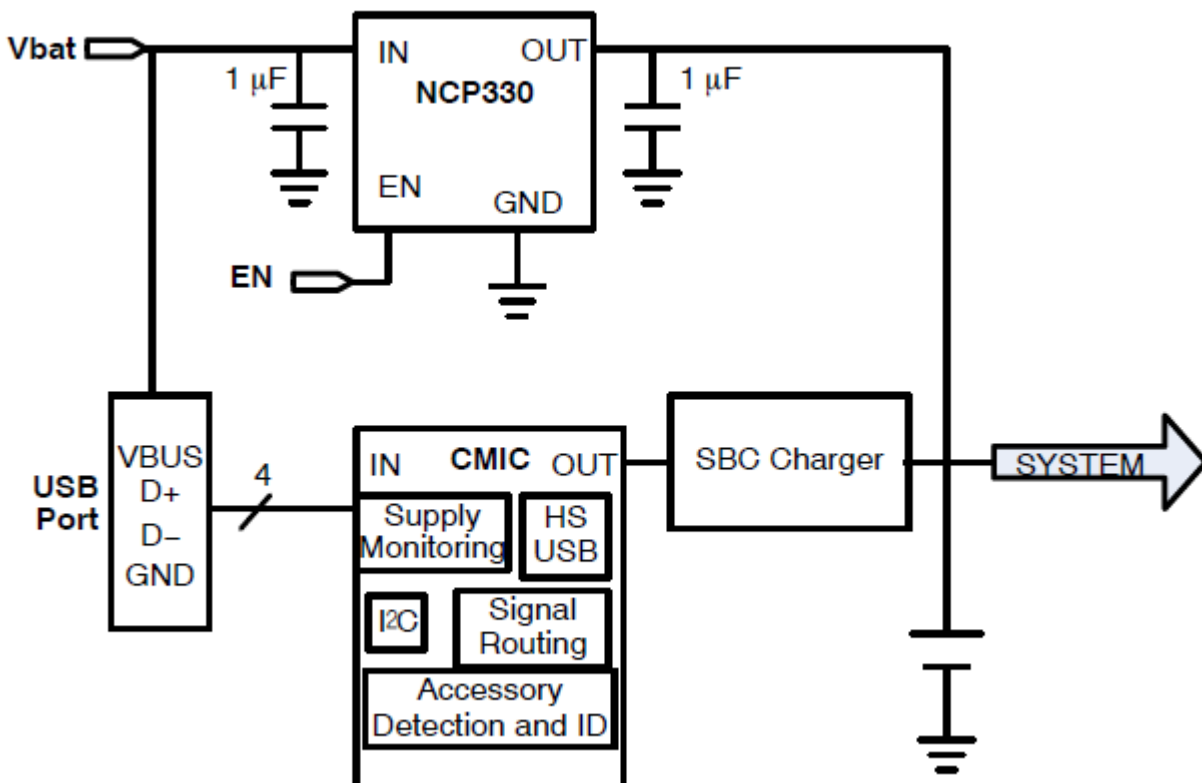 Vbat
IN
OUT
NCP330
1 μF
1 μF
EN
GND
EN
USB
Port
VBUS
D+
D−
GND
4
IN
CMIC
OUT
Supply
Monitoring
HS
USB
I²C
Signal
Routing
Accessory
Detection and ID
SBC Charger
SYSTEM